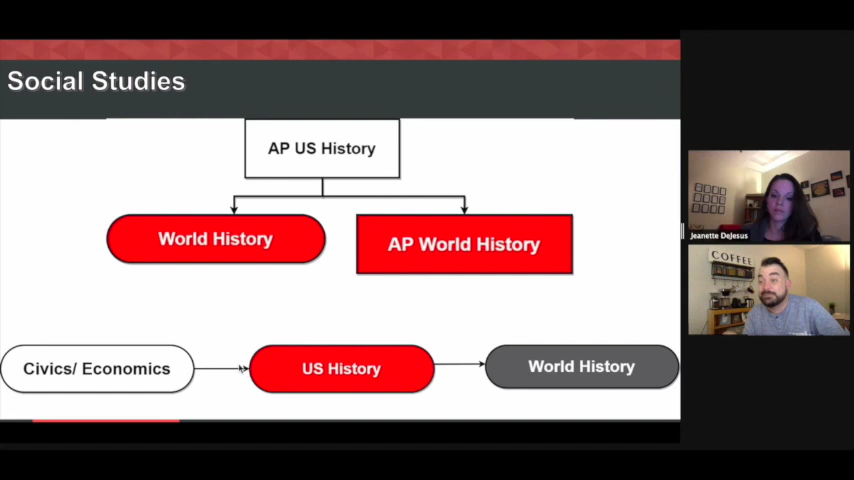 Social Studies
AP US History
World History
AP World History
Civics/ Economics
US History
World History
Jeanette DeJesus
COFFEE